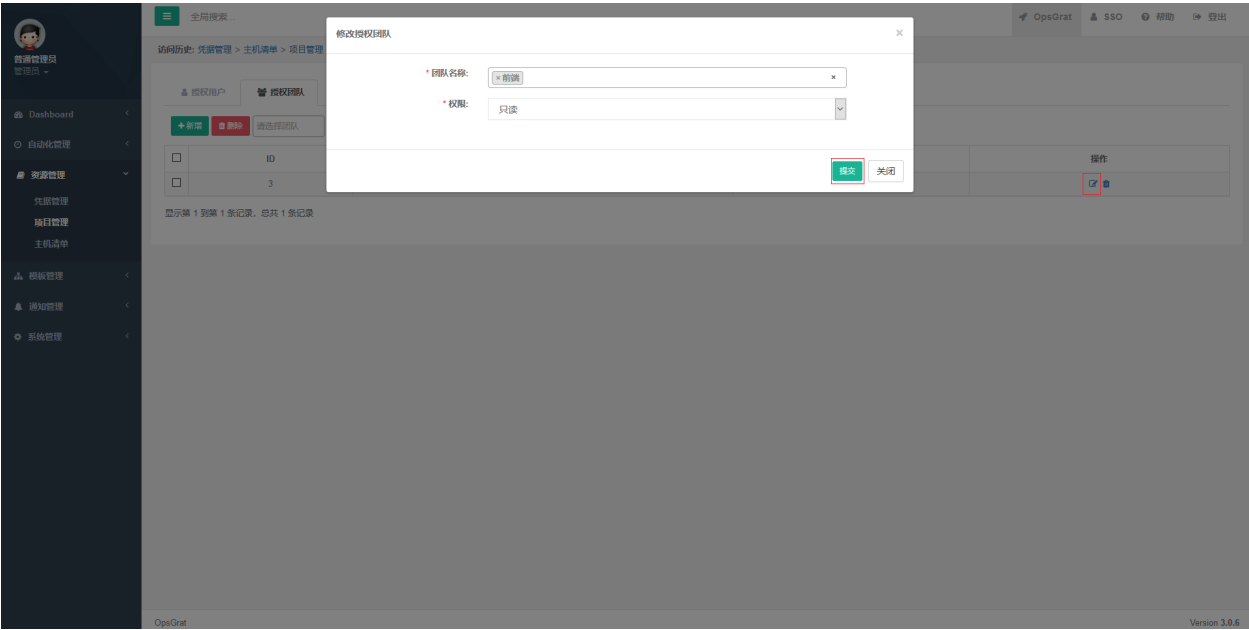 全局搜索...
OpsGrat
SSO
帮助
登出
普通管理员
管理员
访问历史: 凭据管理 > 主机清单 > 项目管理
修改授权团队
×
* 团队名称:
× 前端
×
* 权限:
只读
提交
关闭
授权用户
授权团队
+ 新增
删除
请选择团队
ID
操作
3
显示第 1 到第 1 条记录，总共 1 条记录
Dashboard
自动化管理
资源管理
凭据管理
项目管理
主机清单
模板管理
通知管理
系统管理
OpsGrat
Version 3.0.6